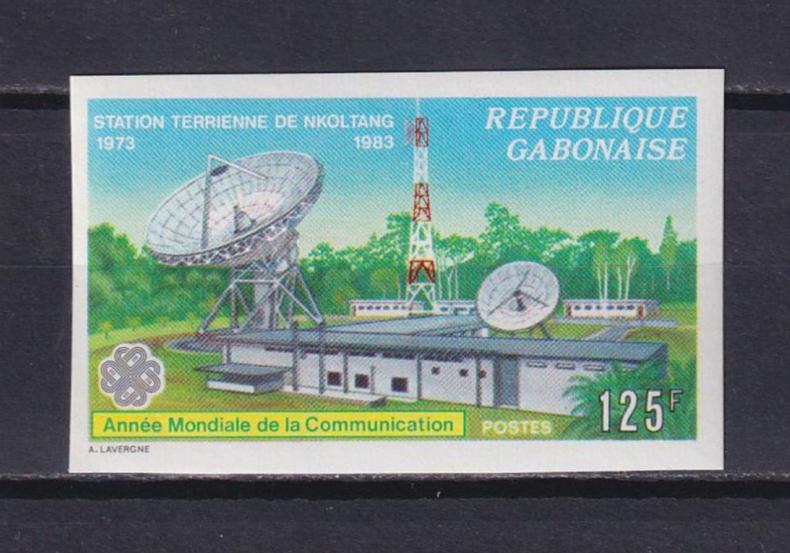 STATION TERRIENNE DE NKOLTANG
1973 1983
REPUBLIQUE
GABONAISE
Année Mondiale de la Communication
POSTES
125F
A. LAVERGNE